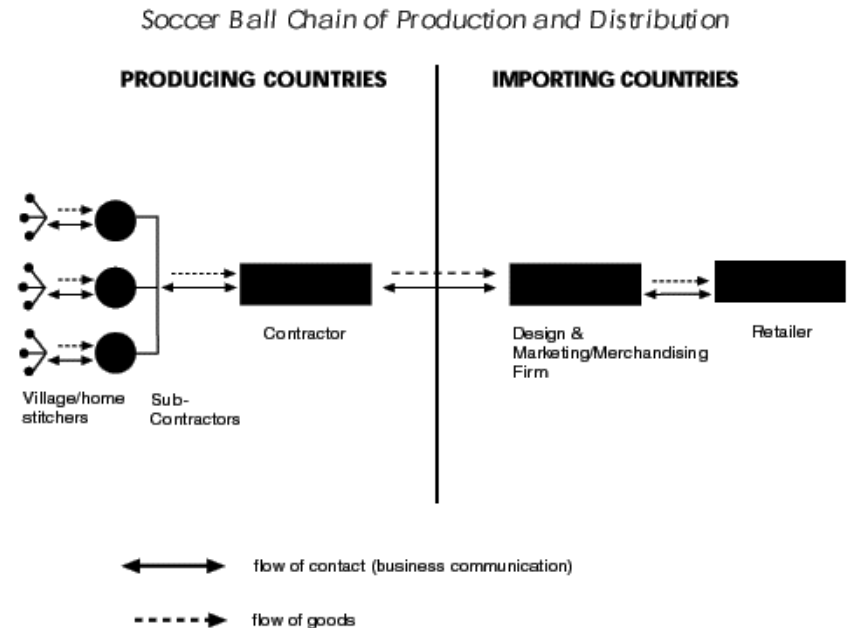 Soccer Ball Chain of Production and Distribution
PRODUCING COUNTRIES
IMPORTING COUNTRIES
Contractor
Design &
Marketing/Merchandising
Firm
Retailer
Village/home
stitchers
Sub-
Contractors
flow of contact (business communication)
flow of goods